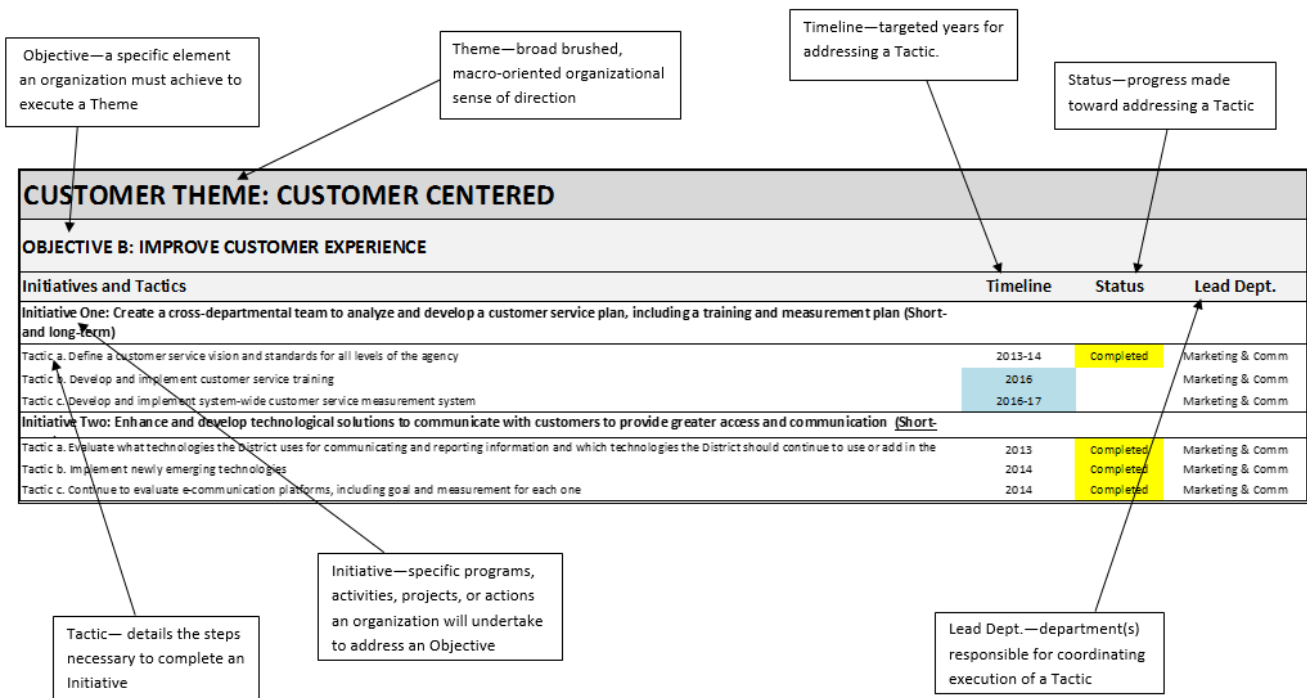 Objective—a specific element
an organization must achieve to
execute a Theme
Theme—broad brushed,
macro-oriented organizational
sense of direction
Timeline—targeted years for
addressing a Tactic.
Status—progress made
toward addressing a Tactic
CUSTOMER THEME: CUSTOMER CENTERED
OBJECTIVE B: IMPROVE CUSTOMER EXPERIENCE
Initiatives and Tactics Timeline Status Lead Dept.
Initiative One: Create a cross-departmental team to analyze and develop a customer service plan, including a training and measurement plan (Short-
and long-term)
Tactic a. Define a customer service vision and standards for all levels of the agency 2013-14 Completed Marketing & Comm
Tactic b. Develop and implement customer service training 2016 Marketing & Comm
Tactic c. Develop and implement system-wide customer service measurement system 2016-17 Marketing & Comm
Initiative Two: Enhance and develop technological solutions to communicate with customers to provide greater access and communication (Short-
Tactic a. Evaluate what technologies the District uses for communicating and reporting information and which technologies the District should continue to use or add in the 2013 Completed Marketing & Comm
Tactic b. Implement newly emerging technologies 2014 Completed Marketing & Comm
Tactic c. Continue to evaluate e-communication platforms, including goal and measurement for each one 2014 Completed Marketing & Comm
Tactic— details the steps
necessary to complete an
Initiative
Initiative—specific programs,
activities, projects, or actions
an organization will undertake
to address an Objective
Lead Dept.—department(s)
responsible for coordinating
execution of a Tactic